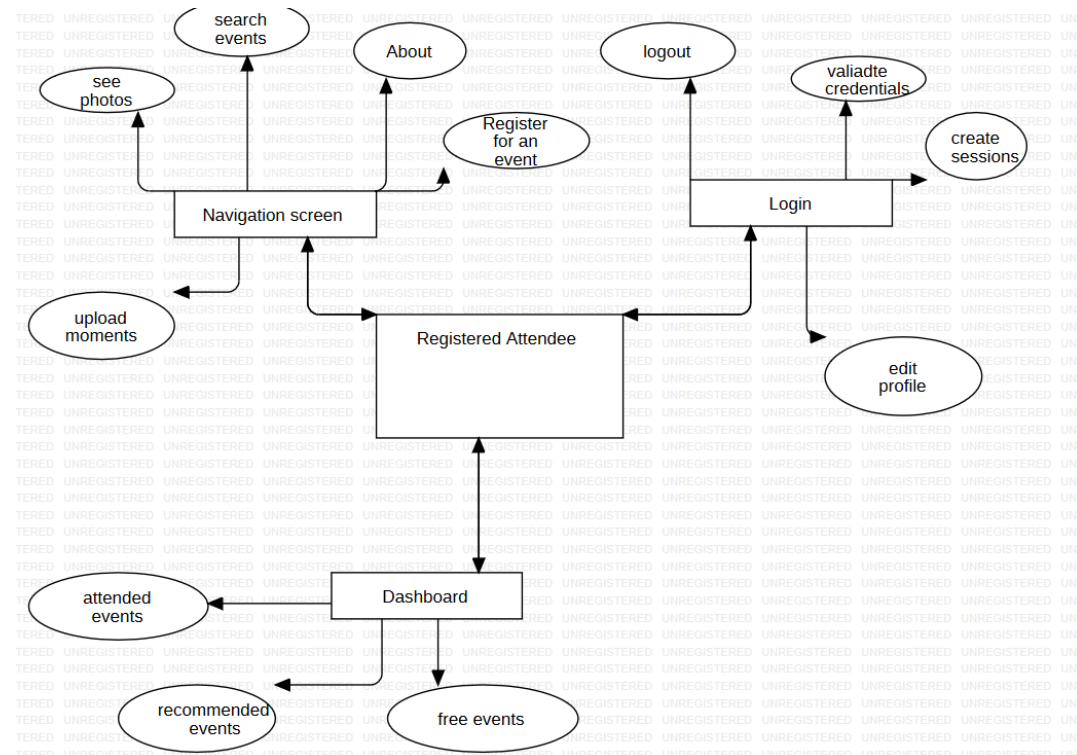 search
events
About
logout
see
photos
valiadte
credentials
Register
for an
event
create
sessions
Navigation screen
Login
upload
moments
Registered Attendee
edit
profile
attended
events
Dashboard
recommended
events
free events
UNREGISTERED